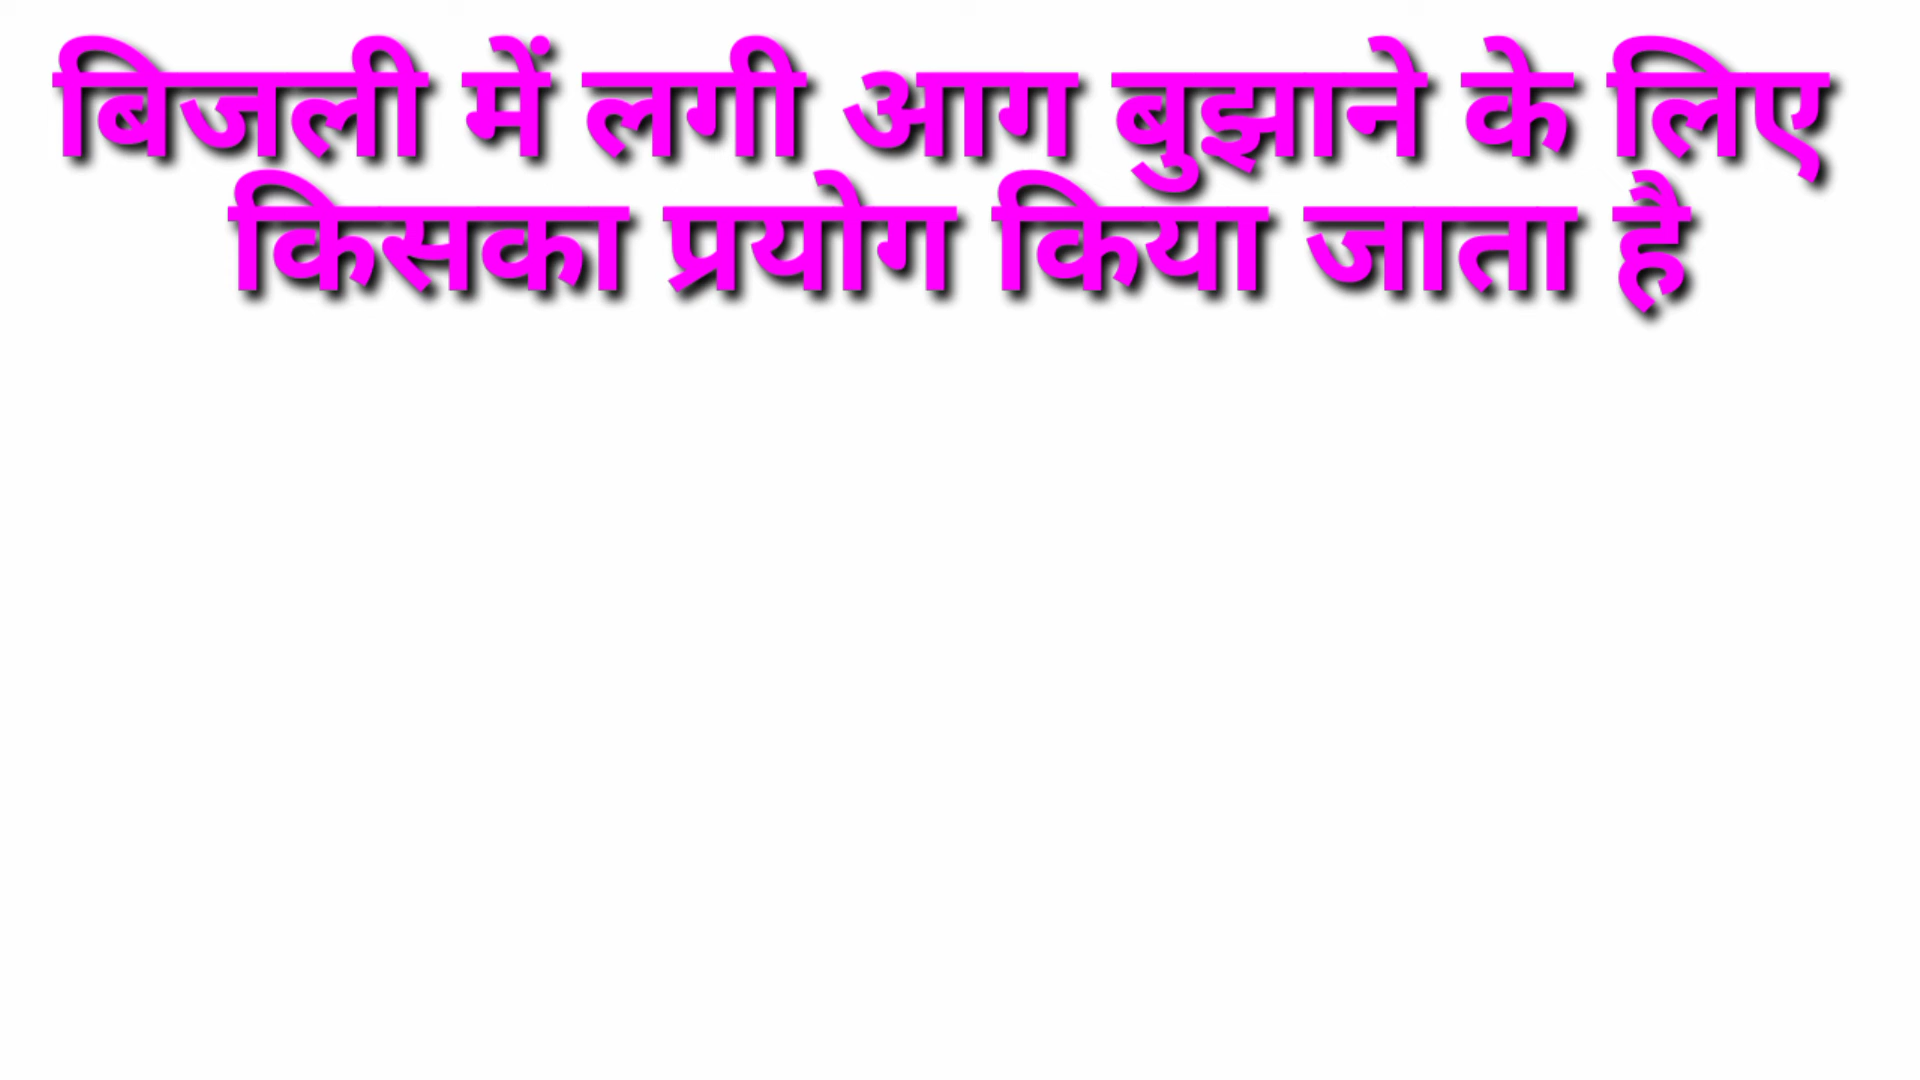 बिजली में लगी आग बुझाने के लिए
किसका प्रयोग किया जाता है